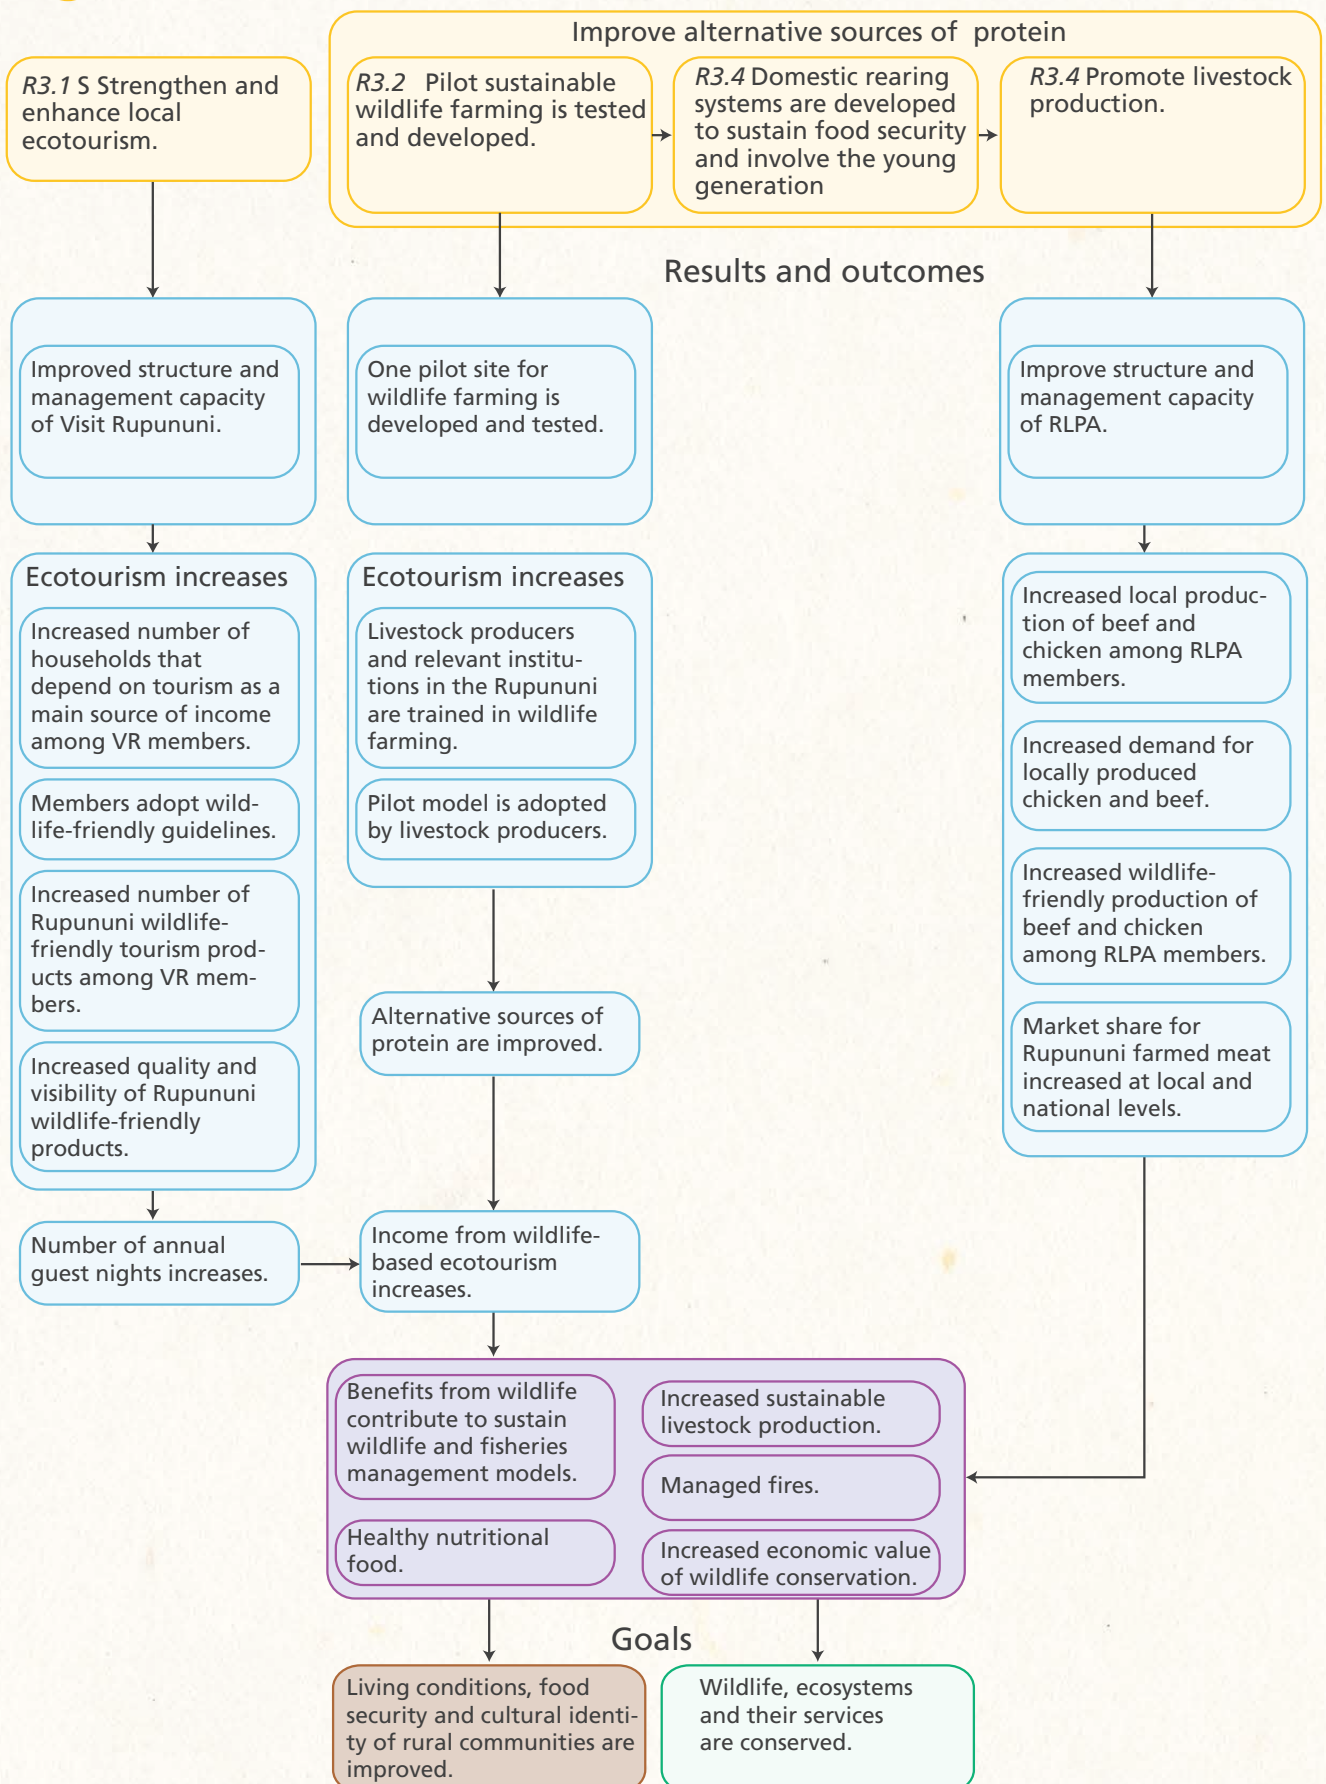 Improve alternative sources of  protein
R3.1 S Strengthen and
enhance local
ecotourism.
R3.2   Pilot sustainable
wildlife farming is tested
and developed.
R3.4 Domestic rearing
systems are developed
to sustain food security
and involve the young
generation
R3.4 Promote livestock
production.
Results and outcomes
Improved structure and
management capacity
of Visit Rupununi.
One pilot site for
wildlife farming is
developed and tested.
Improve structure and
management capacity
of RLPA.
Ecotourism increases
Increased number of
households that
depend on tourism as a
main source of income
among VR members.
Members adopt wild-
life-friendly guidelines.
Increased number of
Rupununi wildlife-
friendly tourism prod-
ucts among VR mem-
bers.
Increased quality and
visibility of Rupununi
wildlife-friendly
products.
Number of annual
guest nights increases.
Ecotourism increases
Livestock producers
and relevant institu-
tions in the Rupununi
are trained in wildlife
farming.
Pilot model is adopted
by livestock producers.
Alternative sources of
protein are improved.
Income from wildlife-
based ecotourism
increases.
Increased local produc-
tion of beef and
chicken among RLPA
members.
Increased demand for
locally produced
chicken and beef.
Increased wildlife-
friendly production of
beef and chicken
among RLPA members.
Market share for
Rupununi farmed meat
increased at local and
national levels.
Benefits from wildlife
contribute to sustain
wildlife and fisheries
management models.
Healthy nutritional
food.
Increased sustainable
livestock production.
Managed fires.
Increased economic value
of wildlife conservation.
Goals
Living conditions, food
security and cultural identi-
ty of rural communities are
improved.
Wildlife, ecosystems
and their services
are conserved.